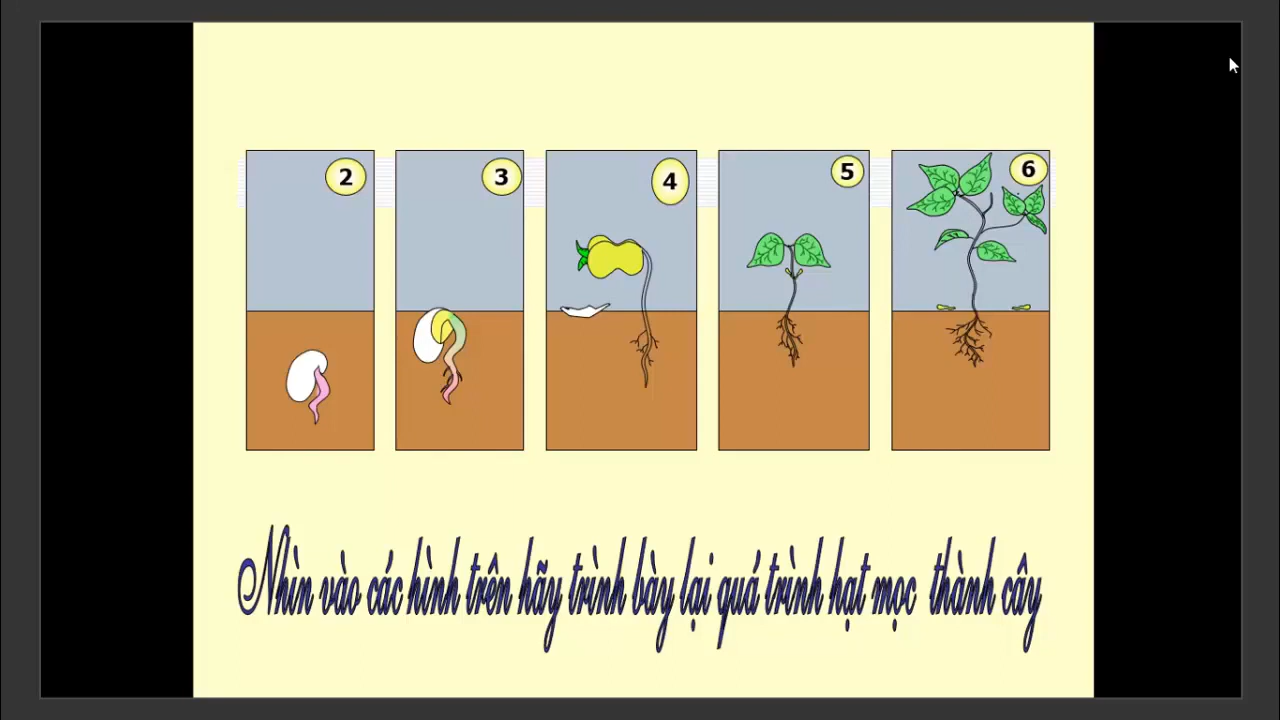 2 3 4 5 6
Nhìn vào các hình trên hãy trình bày lại quá trình hạt mọc thành cây